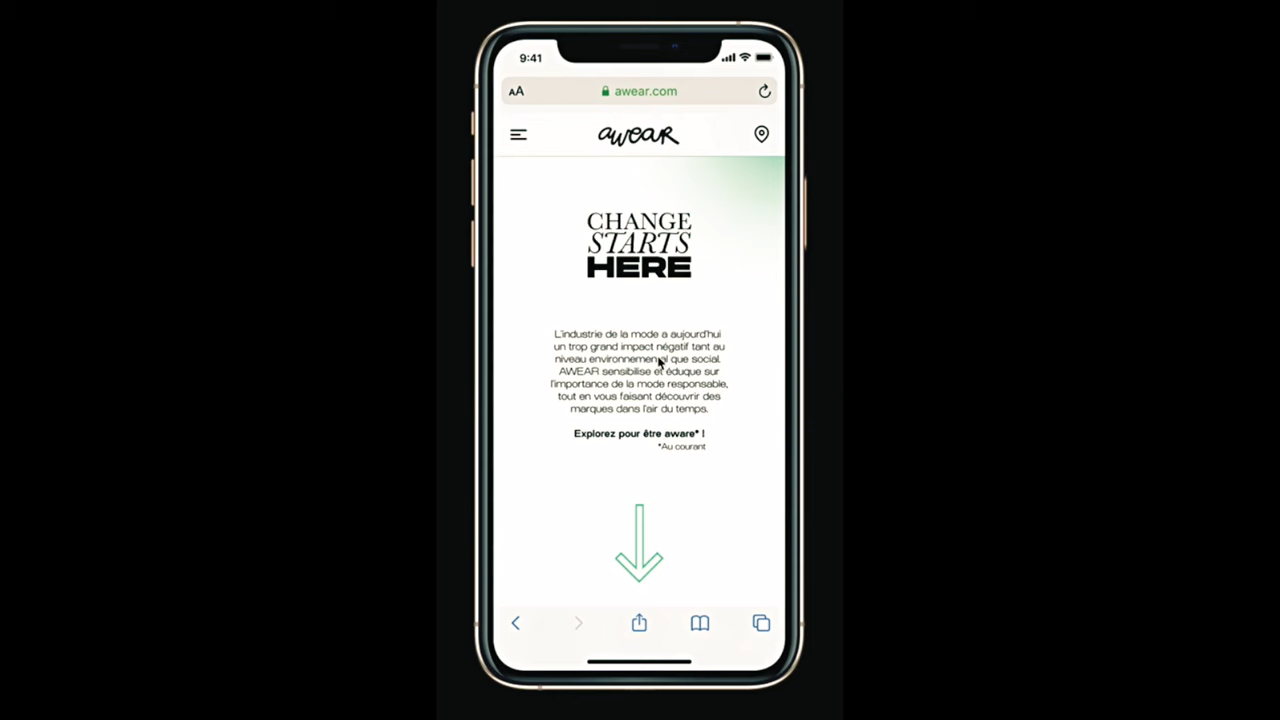 9:41
AA
awear.com
awear
CHANGE
STARTS
HERE
L'industrie de la mode a aujourd'hui
un trop grand impact négatif tant au
niveau environnemental que social.
AWEAR sensibilise et éduque sur
l'importance de la mode responsable,
tout en vous faisant découvrir des
marques dans l'air du temps.
Explorez pour être aware* !
*Au courant